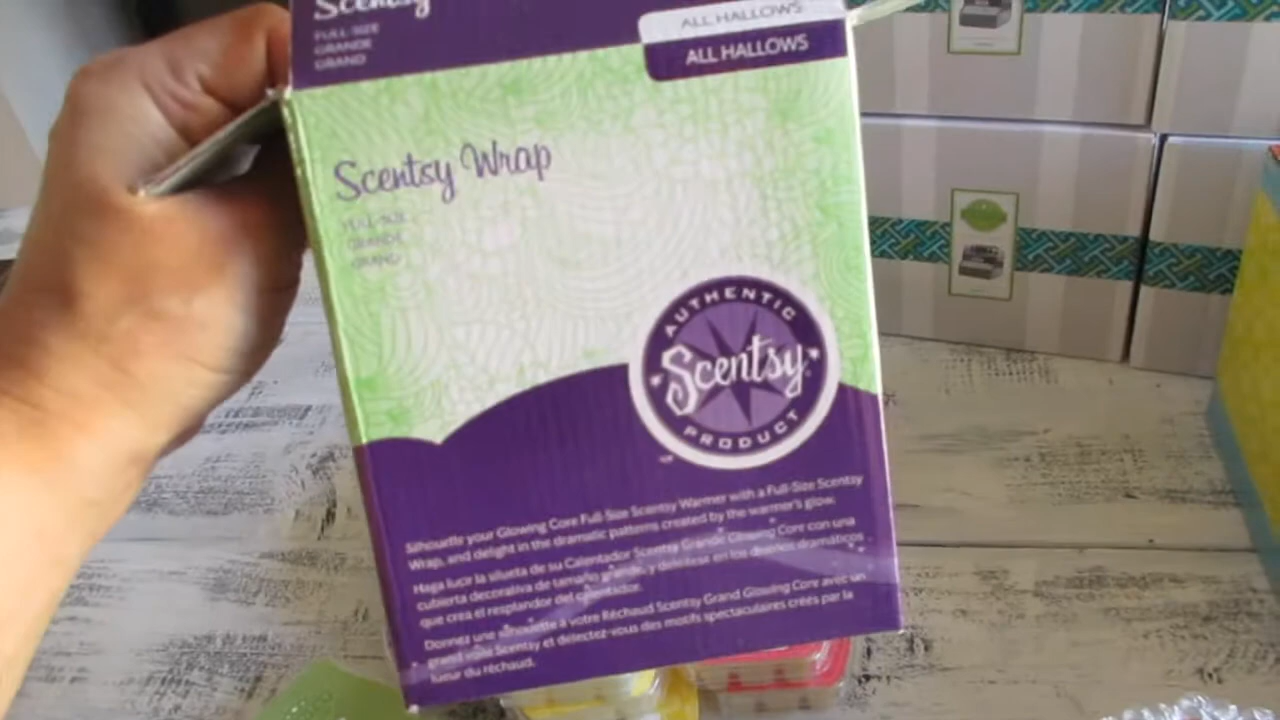 Scentsy
FULL SIZE
GRANDE
GRAND
ALL HALLOWS
ALL HALLOWS
Scentsy Wrap
FULL SIZE
GRANDE
GRAND
AUTHENTIC
Scentsy
PRODUCT
Silhouette your Glowing Core Full-Size Scentsy Warmer with a Full-Size Scentsy
Wrap, and delight in the dramatic patterns created by the warmer's glow.
Haga lucir la silueta de su Calentador Scentsy Grande Glowing Core con una
cubierta decorativa de tamaño grande, y deléitese en los diseños dramáticos
que crea el resplandor del calentador.
Donnez une silhouette à votre Réchaud Scentsy Grand Glowing Core avec un
grand voile Scentsy et délectez-vous des motifs spectaculaires créés par la
lueur du réchaud.